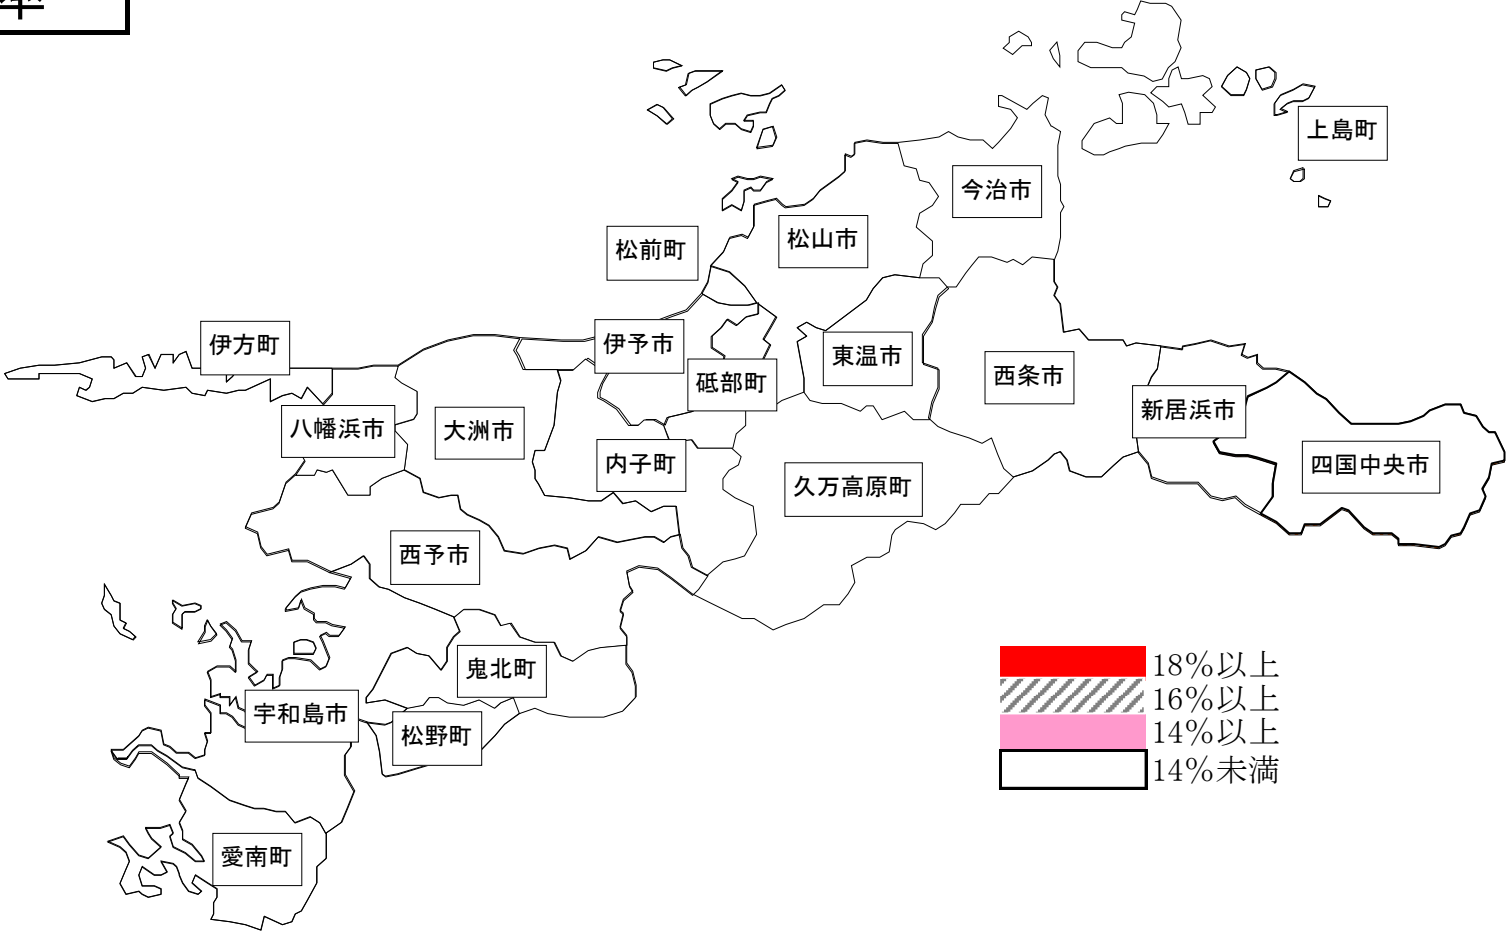 上島町
今治市
松山市
松前町
伊方町
伊予市
東温市
砥部町
西条市
新居浜市
八幡浜市
大洲市
内子町
久万高原町
四国中央市
西予市
鬼北町
宇和島市
松野町
愛南町
18%以上
16%以上
14%以上
14%未満